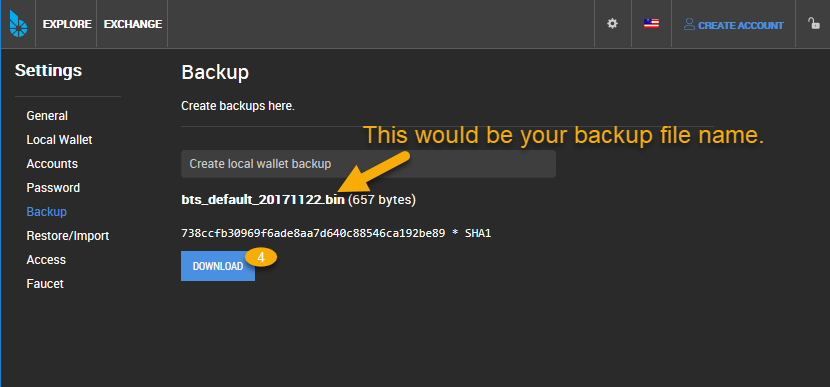 EXPLORE EXCHANGE CREATE ACCOUNT
Settings
General
Local Wallet
Accounts
Password
Backup
Restore/Import
Access
Faucet
Backup
Create backups here.
This would be your backup file name.
Create local wallet backup
bts_default_20171122.bin (657 bytes)
738ccfb30969f6ade8aa7d640c88546ca192be89 * SHA1
DOWNLOAD 4